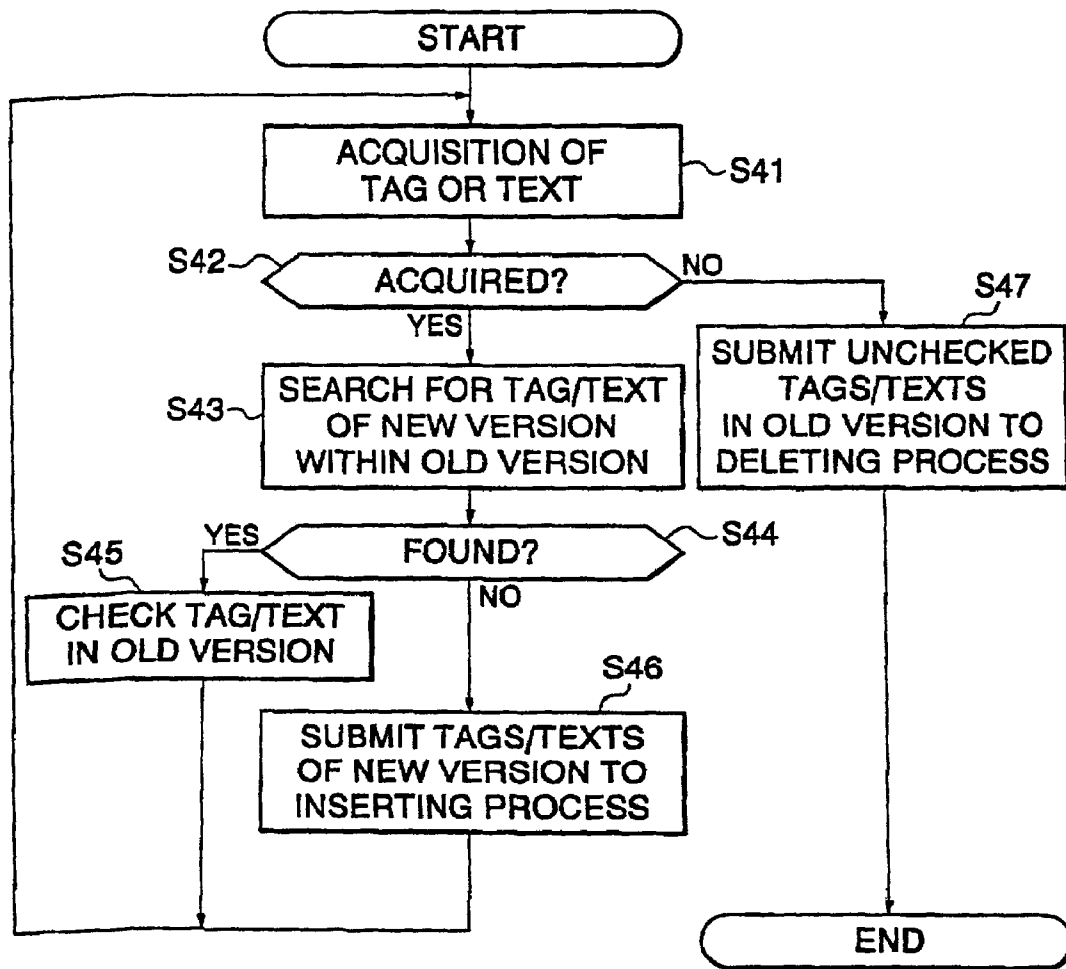 START
ACQUISITION OF
TAG OR TEXT
S41
S42
ACQUIRED?
NO
YES
S47
SUBMIT UNCHECKED
TAGS/TEXTS
IN OLD VERSION TO
DELETING PROCESS
S43
SEARCH FOR TAG/TEXT
OF NEW VERSION
WITHIN OLD VERSION
YES
FOUND?
S44
NO
S45
CHECK TAG/TEXT
IN OLD VERSION
S46
SUBMIT TAGS/TEXTS
OF NEW VERSION TO
INSERTING PROCESS
END